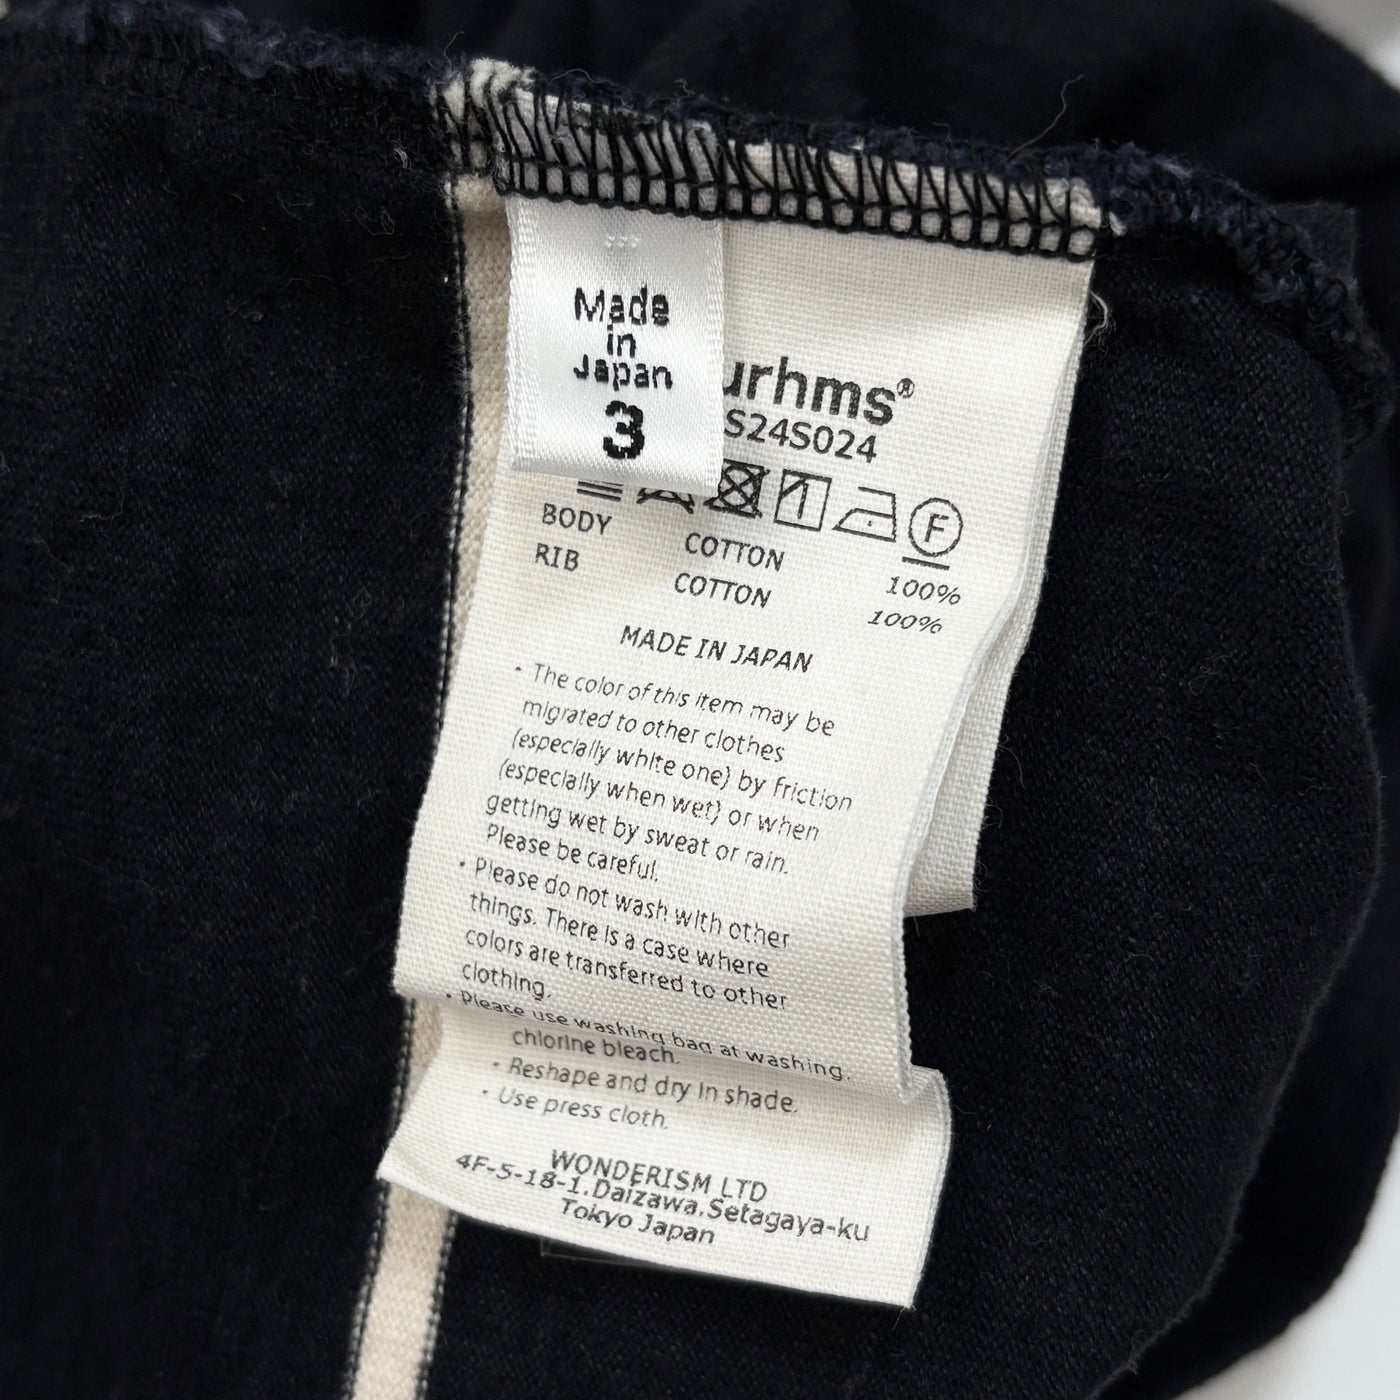 Made
in
Japan
3
urhms®
S24S024
F
BODY COTTON 100%
RIB COTTON 100%
MADE IN JAPAN
・The color of this item may be
migrated to other clothes
(especially white one) by friction
(especially when wet) or when
getting wet by sweat or rain.
Please be careful.
・Please do not wash with other
things. There is a case where
colors are transferred to other
clothing.
・Please use washing bag at washing.
chlorine bleach.
・Reshape and dry in shade.
・Use press cloth.
WONDERISM LTD
4F-5-18-1.Daizawa.Setagaya-ku
Tokyo Japan